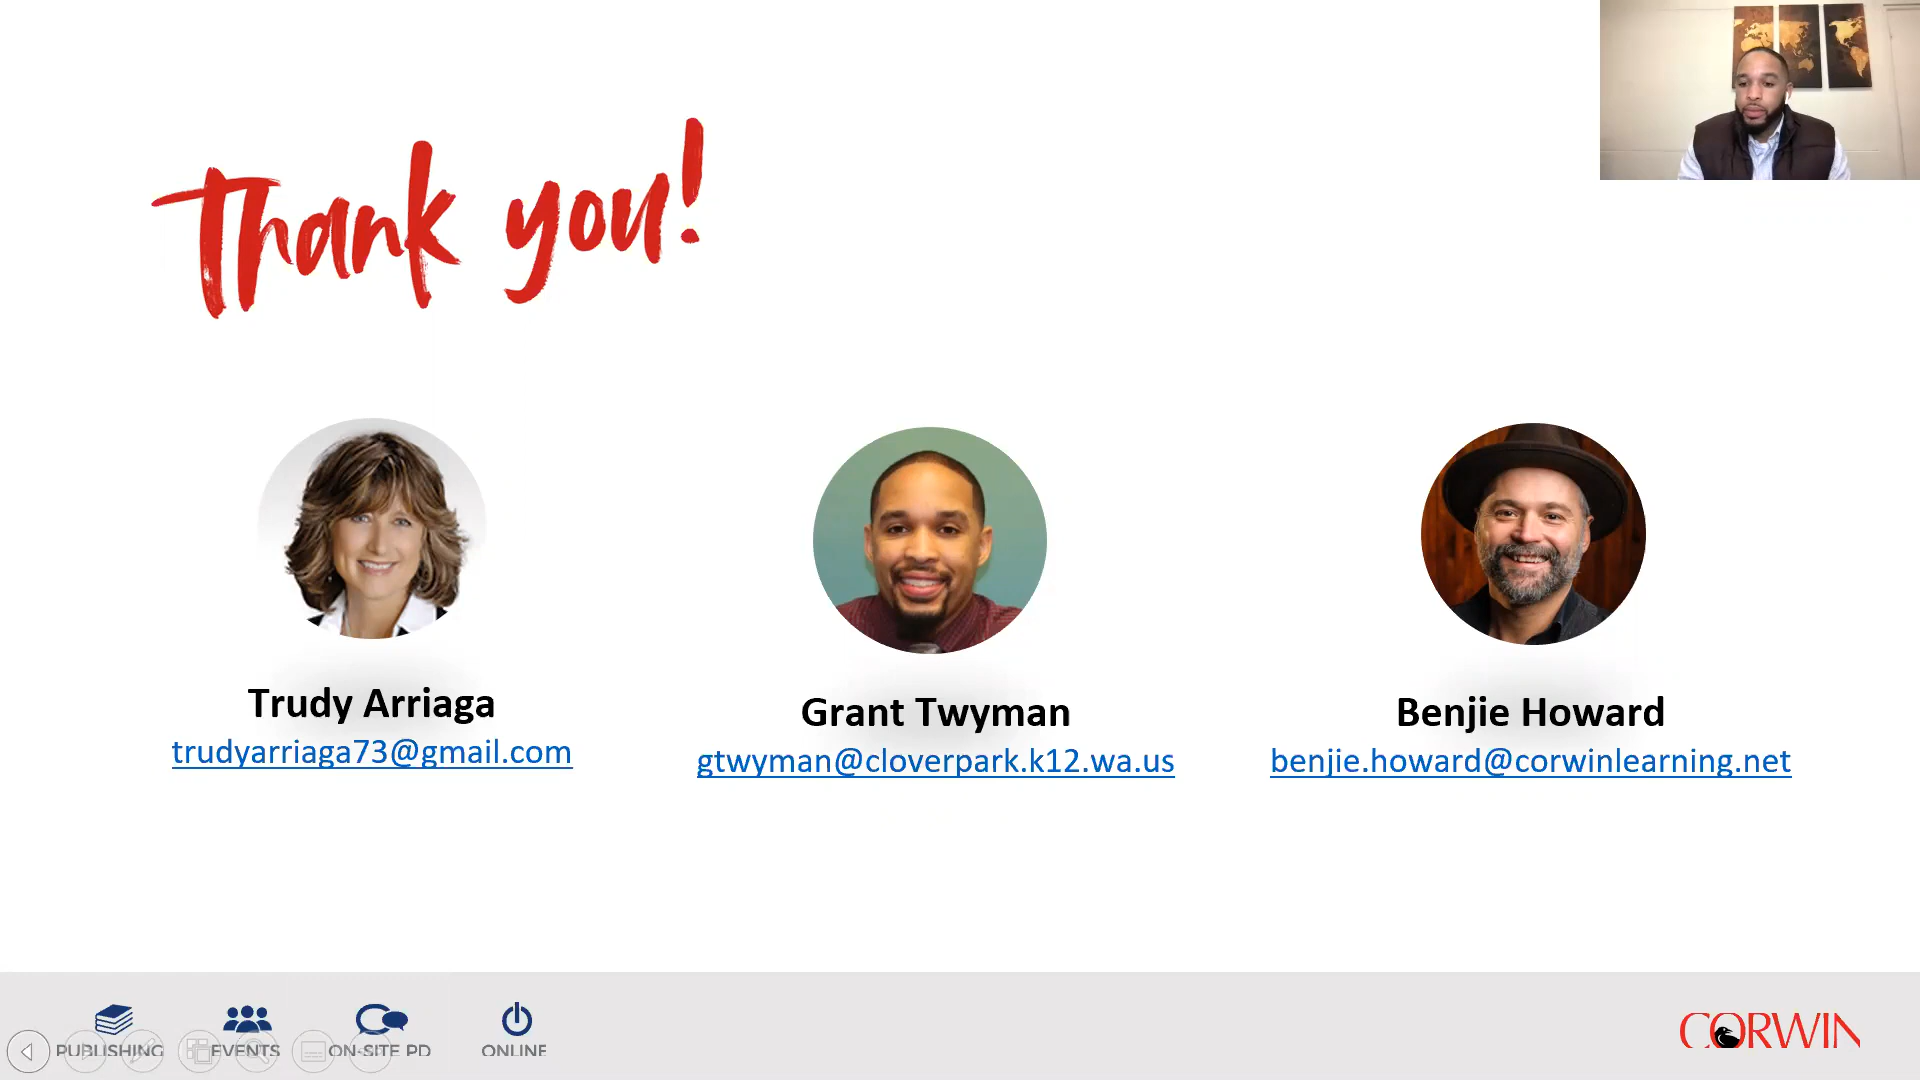 Thank you!
Trudy Arriaga
trudyarriaga73@gmail.com
Grant Twyman
gtwyman@cloverpark.k12.wa.us
Benjie Howard
benjie.howard@corwinlearning.net
PUBLISHING
EVENTS
ON-SITE PD
ONLINE
CORWIN